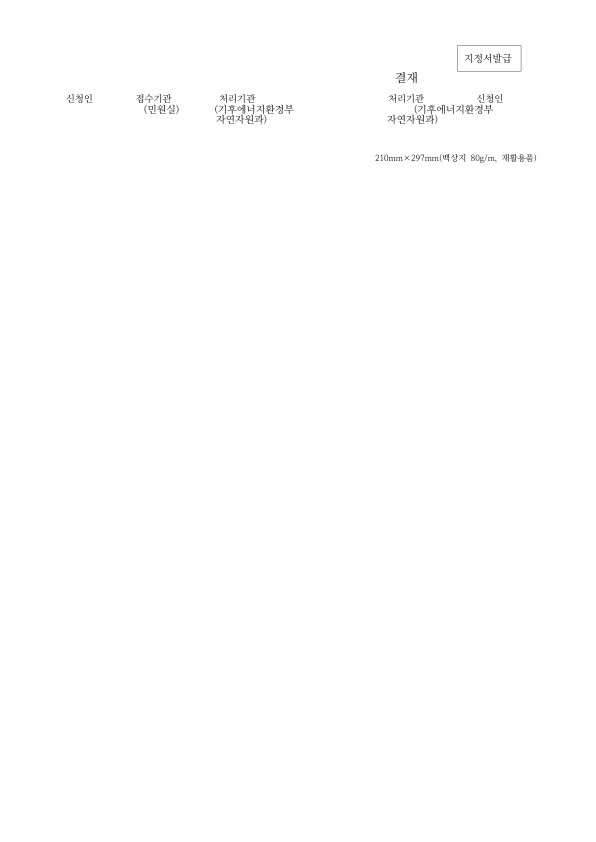 지정서발급
결재
신청인 접수기관 처리기관 처리기관 신청인
(민원실) (기후에너지환경부 (기후에너지환경부
자연자원과) 자연자원과)
210mm×297mm(백상지 80g/m, 재활용품)